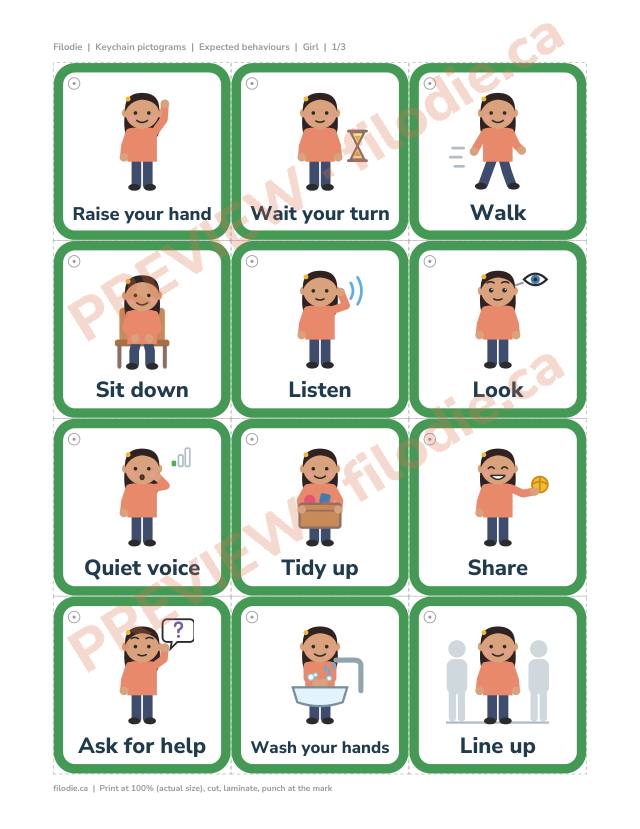 Filodie | Keychain pictograms | Expected behaviours | Girl | 1/3
Raise your hand
Wait your turn
Walk
Sit down
Listen
Look
Quiet voice
Tidy up
Share
?
Ask for help
Wash your hands
Line up
filodie.ca | Print at 100% (actual size), cut, laminate, punch at the mark
PREVIEW · filodie.ca
PREVIEW · filodie.ca